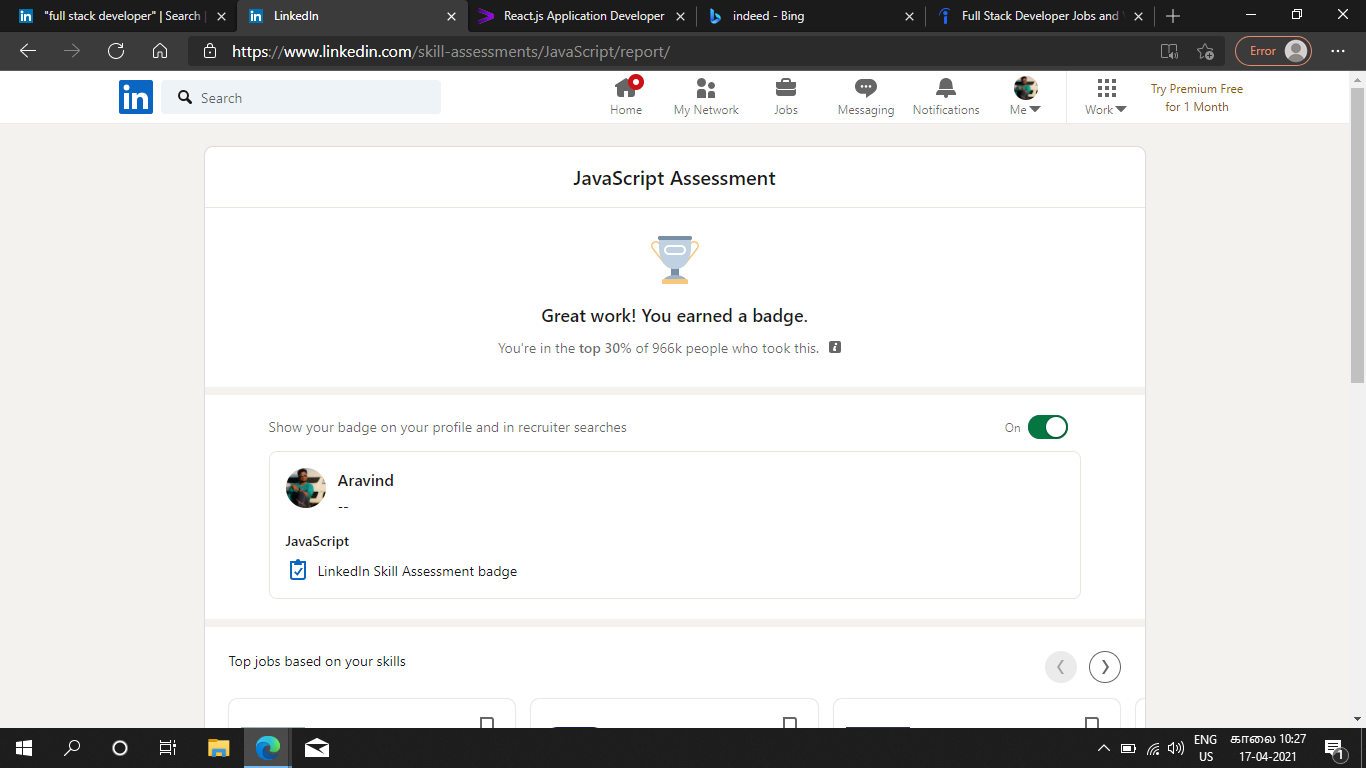 "full stack developer" | Search |
LinkedIn
React.js Application Developer
indeed - Bing
Full Stack Developer Jobs and
https://www.linkedin.com/skill-assessments/JavaScript/report/
Error
in
Search
Home
My Network
Jobs
Messaging
Notifications
Me
Work
Try Premium Free
for 1 Month
JavaScript Assessment
Great work! You earned a badge.
You're in the top 30% of 966k people who took this.
Show your badge on your profile and in recruiter searches
On
Aravind
--
JavaScript
LinkedIn Skill Assessment badge
Top jobs based on your skills
ENG
US
காலை 10:27
17-04-2021
1